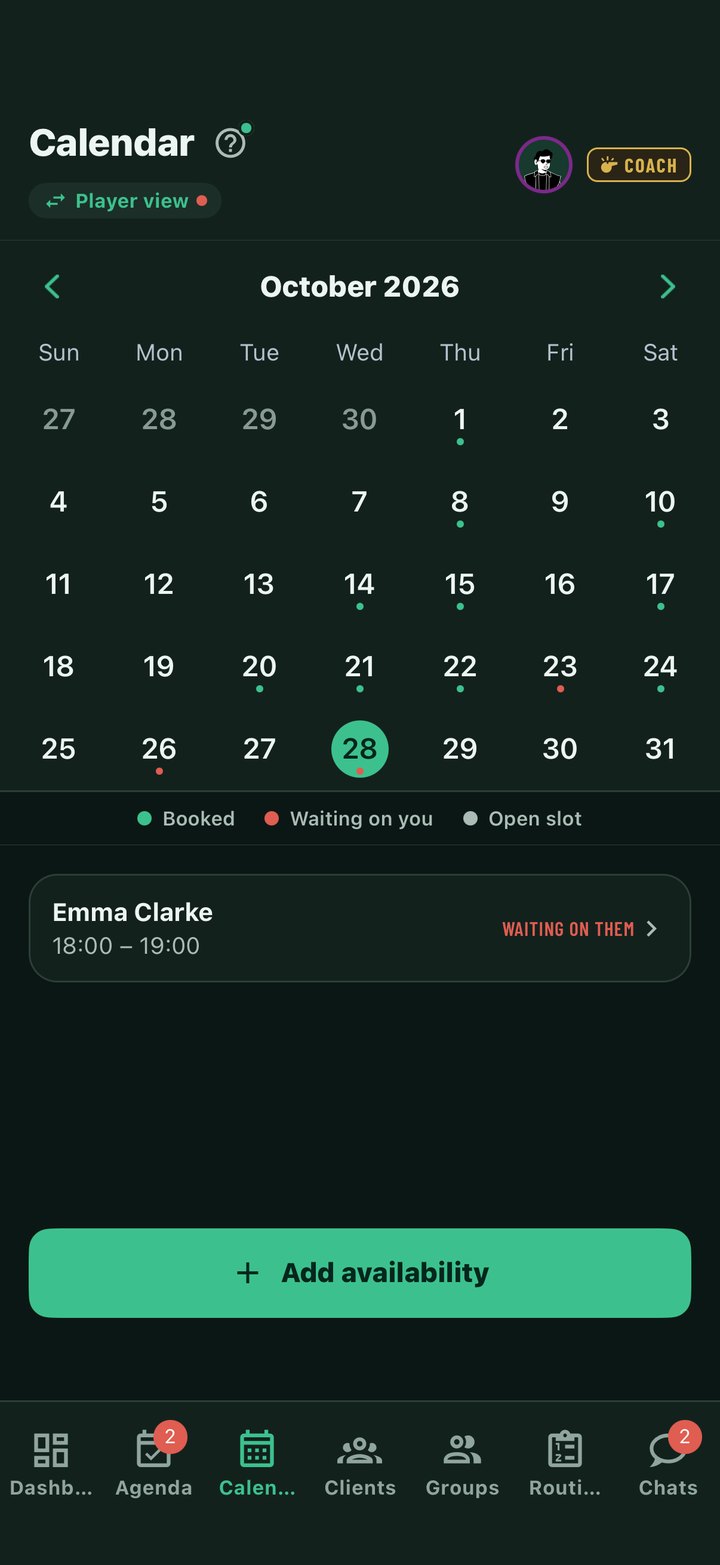 Calendar
Player view
COACH
October 2026
Sun Mon Tue Wed Thu Fri Sat
27 28 29 30 1 2 3
4 5 6 7 8 9 10
11 12 13 14 15 16 17
18 19 20 21 22 23 24
25 26 27 28 29 30 31
Booked Waiting on you Open slot
Emma Clarke
18:00 – 19:00
WAITING ON THEM
+ Add availability
2 2
Dashb... Agenda Calen... Clients Groups Routi... Chats